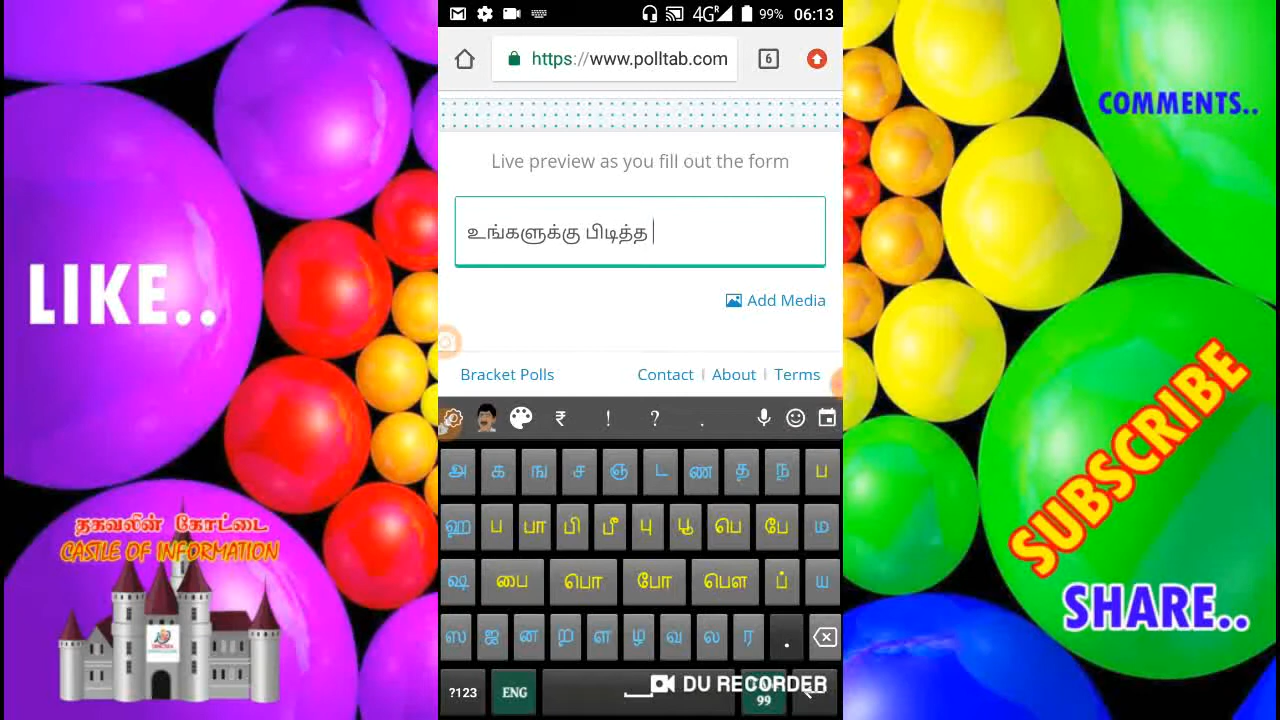 99% 06:13
4G R
https://www.polltab.com
6
Live preview as you fill out the form
உங்களுக்கு பிடித்த
Add Media
Bracket Polls Contact About Terms
₹ ! ? .
அ க ங ச ஞ ட ண த ந ப
ஹ ப பா பி பீ பு பூ பெ பே ம
ஷ பை பொ போ பௌ ப் ய
ஸ ஜ ன ற ள ழ வ ல ர .
?123 ENG DU RECORDER
99
LIKE..
தகவலின் கோட்டை
CASTLE OF INFORMATION
COMMENTS..
SUBSCRIBE
SHARE..